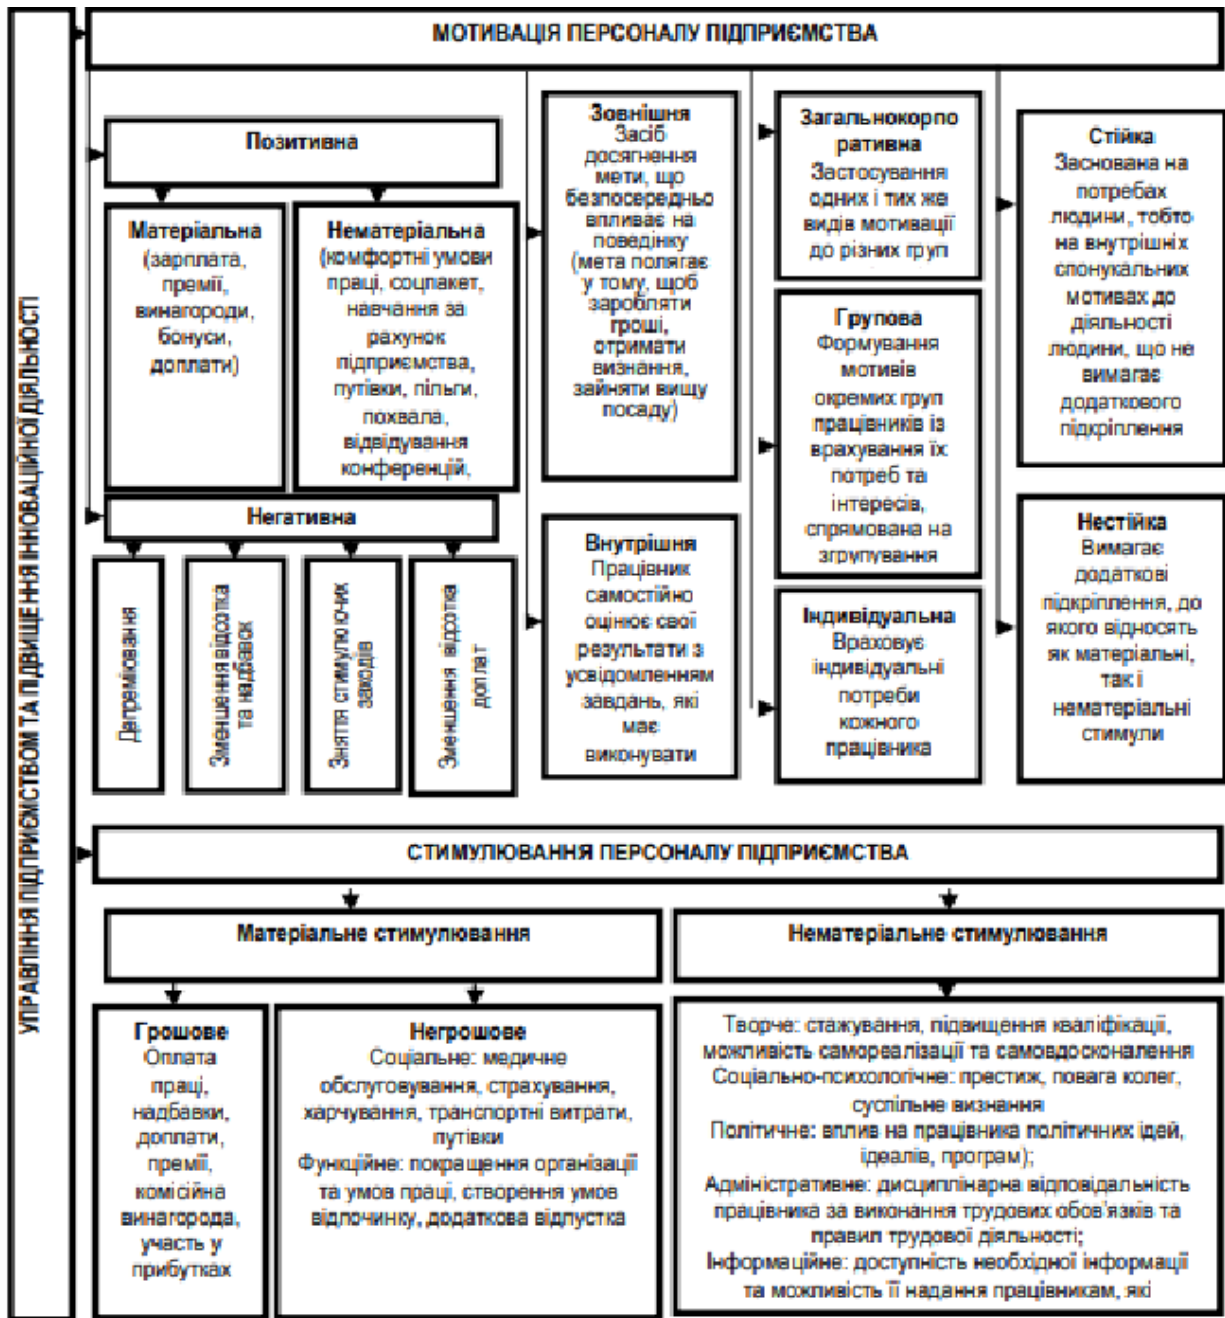 УПРАВЛІННЯ ПІДПРИЄМСТВОМ ТА ПІДВИЩЕННЯ ІННОВАЦІЙНОЇ ДІЯЛЬНОСТІ
МОТИВАЦІЯ ПЕРСОНАЛУ ПІДПРИЄМСТВА
Позитивна
Матеріальна
(зарплата,
премії,
винагороди,
бонуси,
доплати)
Нематеріальна
(комфортні умови
праці, соцпакет,
навчання за
рахунок
підприємства,
путівки, пільги,
похвала,
відвідування
конференцій,
Негативна
Депреміювання
Зменшення відсотка
та надбавок
Зняття стимулюючих
заходів
Зменшення відсотка
доплат
Зовнішня
Засіб
досягнення
мети, що
безпосередньо
впливає на
поведінку
(мета полягає
у тому, щоб
заробляти
гроші,
отримати
визнання,
зайняти вищу
посаду)
Внутрішня
Працівник
самостійно
оцінює свої
результати з
усвідомленням
завдань, які
має
виконувати
Загальнокорпо
ративна
Застосування
одних і тих же
видів мотивації
до різних груп
Групова
Формування
мотивів
окремих груп
працівників із
врахування їх
потреб та
інтересів,
спрямована на
згрупування
Індивідуальна
Враховує
індивідуальні
потреби
кожного
працівника
Стійка
Заснована на
потребах
людини, тобто
на внутрішніх
спонукальних
мотивах до
діяльності
людини, що не
вимагає
додаткового
підкріплення
Нестійка
Вимагає
додаткові
підкріплення, до
якого відносять
як матеріальні,
так і
нематеріальні
стимули
СТИМУЛЮВАННЯ ПЕРСОНАЛУ ПІДПРИЄМСТВА
Матеріальне стимулювання
Грошове
Оплата
праці,
надбавки,
доплати,
премії,
комісійна
винагорода,
участь у
прибутках
Негрошове
Соціальне: медичне
обслуговування, страхування,
харчування, транспортні витрати,
путівки
Функційне: покращення організації
та умов праці, створення умов
відпочинку, додаткова відпустка
Нематеріальне стимулювання
Творче: стажування, підвищення кваліфікації,
можливість самореалізації та самовдосконалення
Соціально-психологічне: престиж, повага колег,
суспільне визнання
Політичне: вплив на працівника політичних ідей,
ідеалів, програм);
Адміністративне: дисциплінарна відповідальність
працівника за виконання трудових обов'язків та
правил трудової діяльності;
Інформаційне: доступність необхідної інформації
та можливість її надання працівникам, які